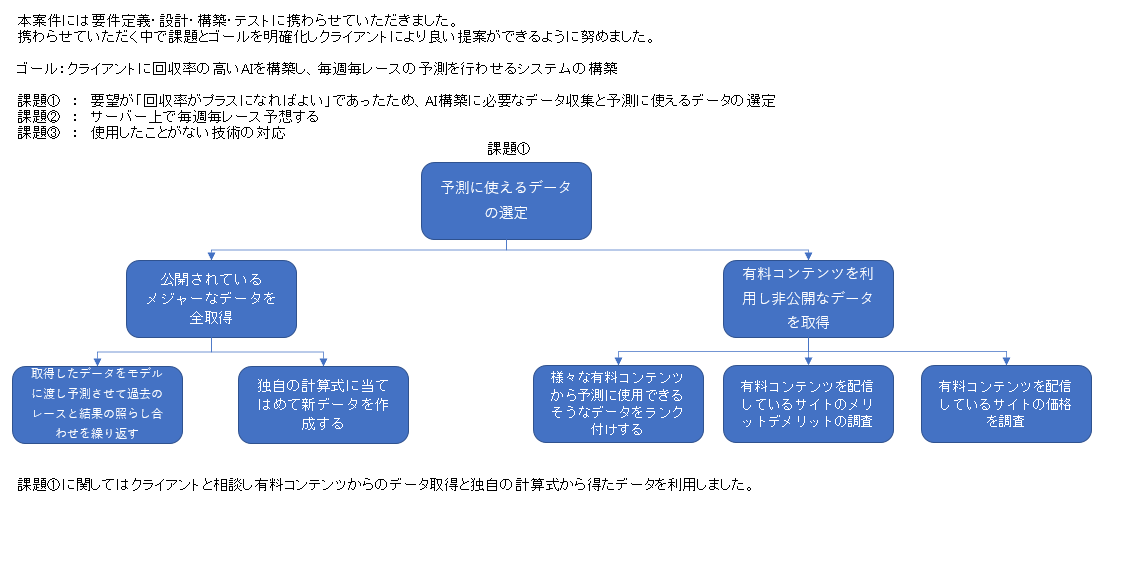 本案件には要件定義・設計・構築・テストに携わらせていただきました。
携わらせていただく中で課題とゴールを明確化しクライアントにより良い提案ができるように努めました。
ゴール：クライアントに回収率の高いAIを構築し、毎週毎レースの予測を行わせるシステムの構築
課題① ： 要望が「回収率がプラスになればよい」であったため、AI構築に必要なデータ収集と予測に使えるデータの選定
課題② ： サーバー上で毎週毎レース予想する
課題③ ： 使用したことがない技術の対応
課題①
予測に使えるデータ
の選定
公開されている
メジャーなデータを
全取得
有料コンテンツを利
用し非公開なデータ
を取得
取得したデータをモデル
に渡し予測させて過去の
レースと結果の照らし合
わせを繰り返す
独自の計算式に当て
はめて新データを作
成する
様々な有料コンテンツ
から予測に使用できる
そうなデータをランク
付けする
有料コンテンツを配信
しているサイトのメリ
ットデメリットの調査
有料コンテンツを配信
しているサイトの価格
を調査
課題①に関してはクライアントと相談し有料コンテンツからのデータ取得と独自の計算式から得たデータを利用しました。